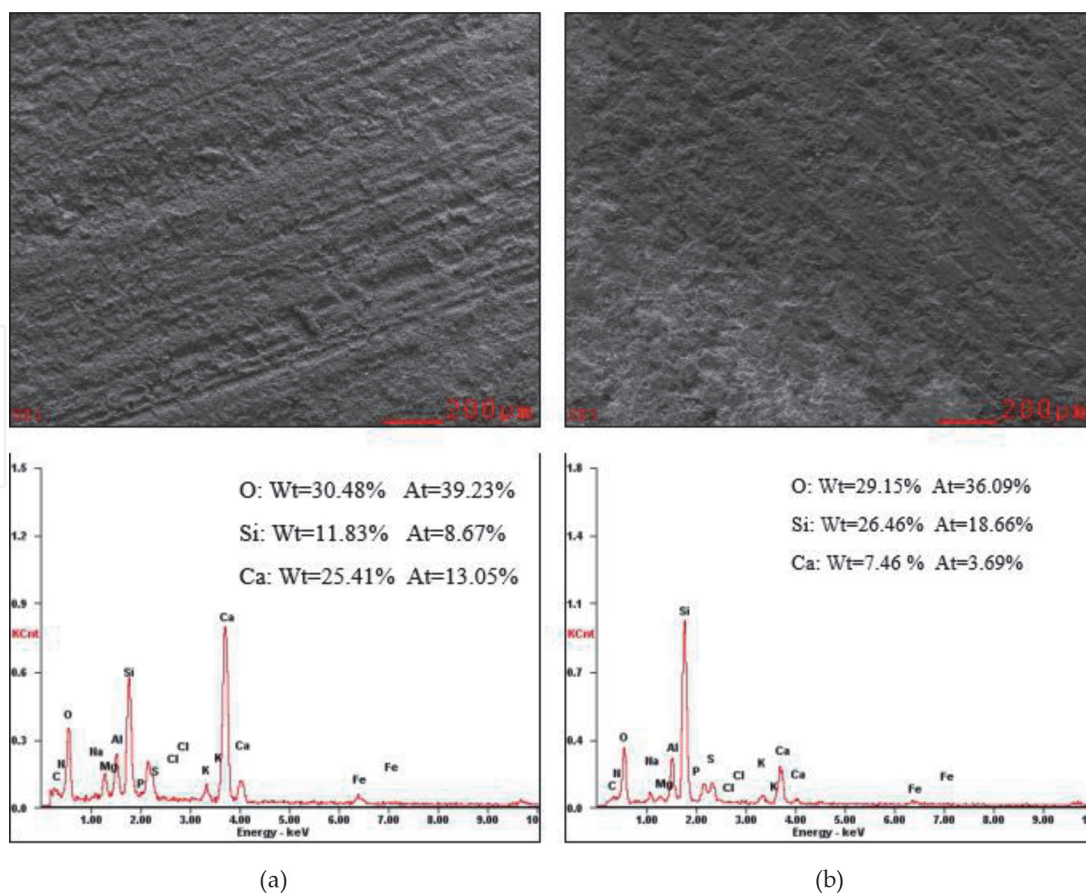 200µm
200µm
1.5
O: Wt=30.48% At=39.23%
Si: Wt=11.83% At=8.67%
Ca: Wt=25.41% At=13.05%
1.2
0.9
KCnt
0.6
0.3
0.0
C
N
O
Na
Mg
Al
Si
P
S
Cl
Cl
K
K
Ca
Ca
Fe
Fe
1.00 2.00 3.00 4.00 5.00 6.00 7.00 8.00 9.00 10
Energy - keV
1.8
O: Wt=29.15% At=36.09%
Si: Wt=26.46% At=18.66%
Ca: Wt=7.46 % At=3.69%
1.4
1.1
KCnt
0.7
0.4
0.0
C
N
O
Na
Mg
Al
Si
P
S
Cl
Cl
K
K
Ca
Ca
Fe
Fe
1.00 2.00 3.00 4.00 5.00 6.00 7.00 8.00 9.00
Energy - keV
(a)
(b)